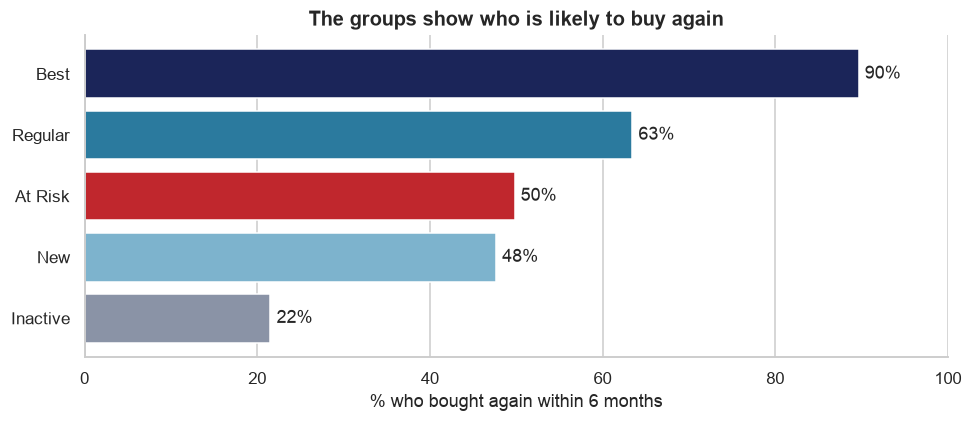 The groups show who is likely to buy again
Best
90%
Regular
63%
At Risk
50%
New
48%
Inactive
22%
0 20 40 60 80 100
% who bought again within 6 months